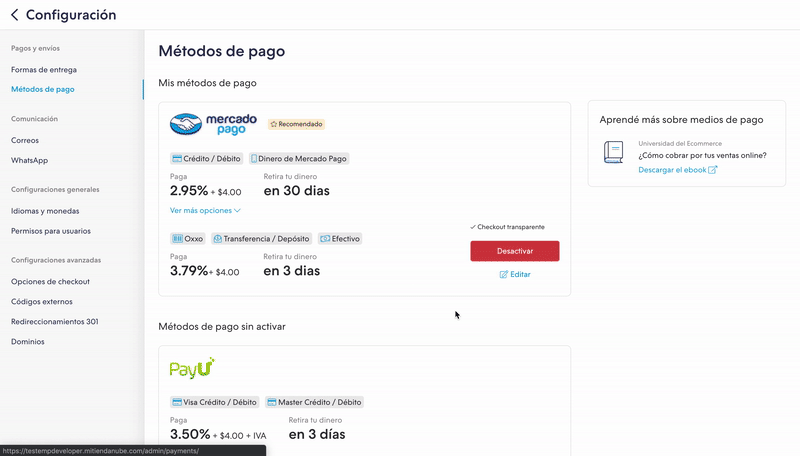 Configuración
Pagos y envíos
Formas de entrega
Métodos de pago
Comunicación
Correos
WhatsApp
Configuraciones generales
Idiomas y monedas
Permisos para usuarios
Configuraciones avanzadas
Opciones de checkout
Códigos externos
Redireccionamientos 301
Dominios
Métodos de pago
Mis métodos de pago
mercado
pago
Recomendado
Crédito / Débito
Dinero de Mercado Pago
Paga
Retira tu dinero
2.95% + $4.00
en 30 dias
Ver más opciones
Oxxo
Transferencia / Depósito
Efectivo
Paga
Retira tu dinero
3.79%+ $4.00
en 3 dias
Checkout transparente
Desactivar
Editar
Métodos de pago sin activar
PayU
Visa Crédito / Débito
Master Crédito / Débito
Paga
Retira tu dinero
3.50% + $4.00 + IVA
en 3 días
Aprendé más sobre medios de pago
Universidad del Ecommerce
¿Cómo cobrar por tus ventas online?
Descargar el ebook
https://testempdeveloper.mitiendanube.com/admin/payments/